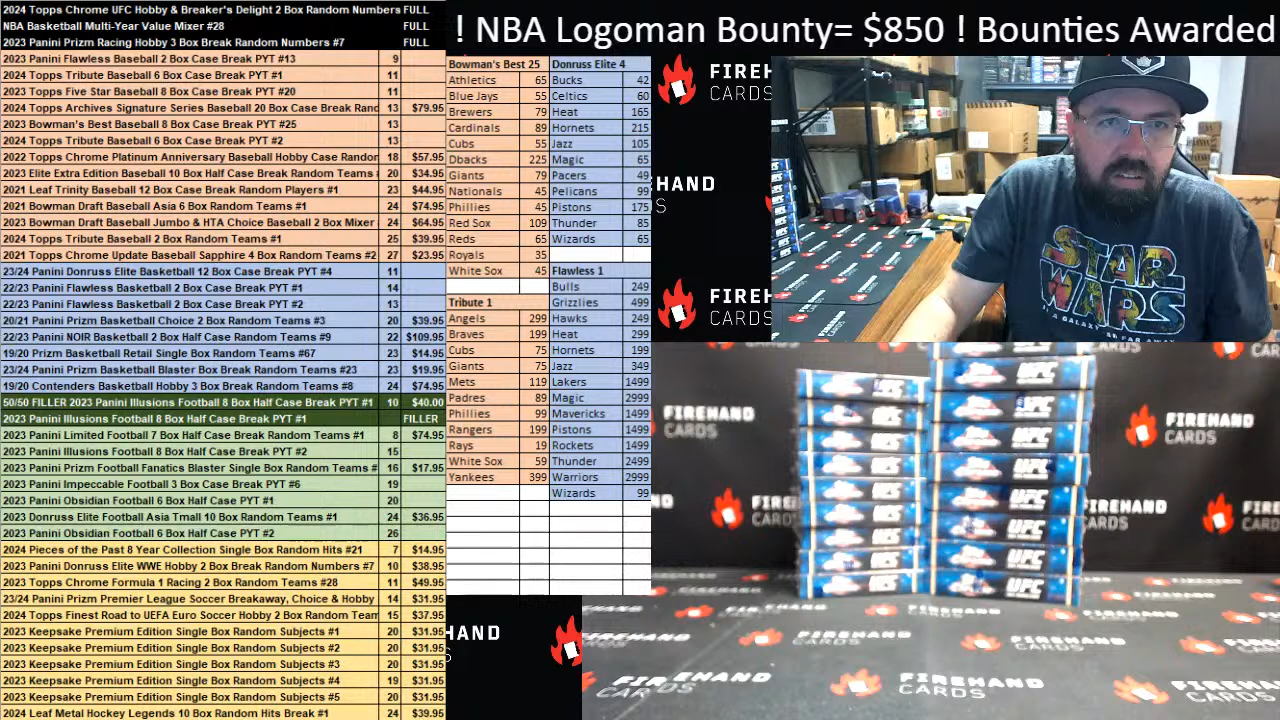 2024 Topps Chrome UFC Hobby & Breaker's Delight 2 Box Random Numbers FULL
NBA Basketball Multi-Year Value Mixer #28 FULL
2023 Panini Prizm Racing Hobby 3 Box Break Random Numbers #7 FULL
2023 Panini Flawless Baseball 2 Box Case Break PYT #13 9
2024 Topps Tribute Baseball 6 Box Case Break PYT #1 11
2023 Topps Five Star Baseball 8 Box Case Break PYT #20 11
2024 Topps Archives Signature Series Baseball 20 Box Case Break Ranc 13 $79.95
2023 Bowman's Best Baseball 8 Box Case Break PYT #25 13
2024 Topps Tribute Baseball 6 Box Case Break PYT #2 13
2022 Topps Chrome Platinum Anniversary Baseball Hobby Case Randor 18 $57.95
2023 Elite Extra Edition Baseball 10 Box Half Case Break Random Teams 20 $34.95
2021 Leaf Trinity Baseball 12 Box Case Break Random Players #1 23 $44.95
2021 Bowman Draft Baseball Asia 6 Box Random Teams #1 24 $74.95
2023 Bowman Draft Baseball Jumbo & HTA Choice Baseball 2 Box Mixer 24 $64.95
2024 Topps Tribute Baseball 2 Box Random Teams #1 25 $39.95
2021 Topps Chrome Update Baseball Sapphire 4 Box Random Teams #2 27 $23.95
23/24 Panini Donruss Elite Basketball 12 Box Case Break PYT #4 11
22/23 Panini Flawless Basketball 2 Box PYT #1 14
22/23 Panini Flawless Basketball 2 Box PYT #2 13
20/21 Panini Prizm Basketball Choice 2 Box Random Teams #3 20 $39.95
22/23 Panini NOIR Basketball 2 Box Half Case Random Teams #9 22 $109.95
19/20 Prizm Basketball Retail Single Box Random Teams #67 23 $14.95
23/24 Panini Prizm Basketball Blaster Box Break Random Teams #23 23 $19.95
19/20 Contenders Basketball Hobby 3 Box Break Random Teams #8 24 $74.95
50/50 FILLER 2023 Panini Illusions Football 8 Box Half Case Break PYT #1 10 $40.00
2023 Panini Illusions Football 8 Box Half Case Break PYT #1 FILLER
2023 Panini Limited Football 7 Box Half Case Break Random Teams #1 8 $74.95
2023 Panini Illusions Football 8 Box Half Case Break PYT #2 15
2023 Panini Prizm Football Fanatics Blaster Single Box Random Teams # 16 $17.95
2023 Panini Impeccable Football 3 Box Case PYT #6 19
2023 Panini Obsidian Football 6 Box Half Case PYT #1 20
2023 Donruss Elite Football Asia Tmall 10 Box Random Teams #1 24 $36.95
2023 Panini Obsidian Football 6 Box Half Case PYT #2 26
2024 Pieces of the Past 8 Year Collection Single Box Random Hits #21 7 $14.95
2023 Panini Donruss Elite WWE Hobby 2 Box Break Random Numbers #7 10 $38.95
2023 Topps Chrome Formula 1 Racing 2 Box Random Teams #28 11 $49.95
23/24 Panini Prizm Premier League Soccer Breakaway, Choice & Hobby 14 $31.95
2024 Topps Finest Road to UEFA Euro Soccer Hobby 2 Box Random Team 15 $37.95
2023 Keepsake Premium Edition Single Box Random Subjects #1 20 $31.95
2023 Keepsake Premium Edition Single Box Random Subjects #2 20 $31.95
2023 Keepsake Premium Edition Single Box Random Subjects #3 20 $31.95
2023 Keepsake Premium Edition Single Box Random Subjects #4 19 $31.95
2023 Keepsake Premium Edition Single Box Random Subjects #5 20 $31.95
2024 Leaf Metal Hockey Legends 10 Box Random Hits Break #1 24 $39.95
Bowman's Best 25
Athletics 65
Blue Jays 55
Brewers 79
Cardinals 89
Cubs 55
Dbacks 225
Giants 79
Nationals 45
Phillies 45
Red Sox 109
Reds 65
Royals 35
White Sox 45
Tribute 1
Angels 299
Braves 199
Cubs 75
Giants 75
Mets 119
Padres 89
Phillies 99
Rangers 199
Rays 19
White Sox 59
Yankees 399
Donruss Elite 4
Bucks 42
Celtics 60
Heat 165
Hornets 215
Jazz 105
Magic 65
Pacers 49
Pelicans 99
Pistons 175
Thunder 85
Wizards 65
Flawless 1
Bulls 249
Grizzlies 499
Hawks 249
Heat 299
Hornets 199
Jazz 349
Lakers 1499
Magic 2999
Mavericks 1499
Pistons 1499
Rockets 1499
Thunder 2499
Warriors 2999
Wizards 99
! NBA Logoman Bounty= $850 ! Bounties Awarded
FIREH
CARDS
HAND
FIREH
CARDS
STAR
WARS
FIREHAND
CARDS
FIREHAND
CARDS
UFC
UFC
UFC
UFC
UFC
UFC
UFC
UFC
HAND
FIREHAND
CARDS
FIREHAND
CARDS
FIREHAND
CARDS